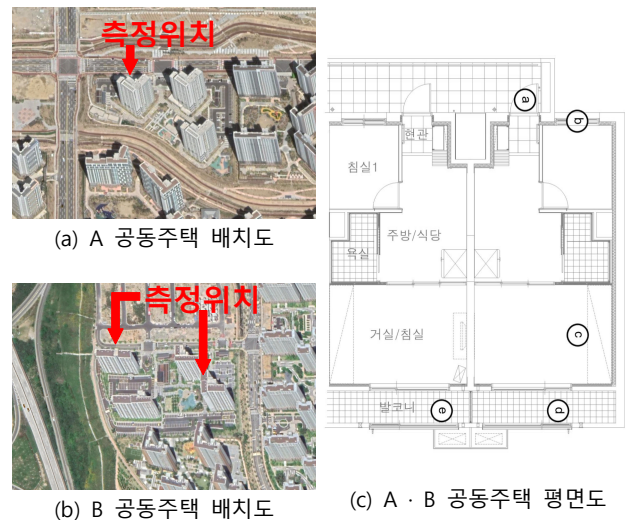 측정위치
(a) A 공동주택 배치도
측정위치
(b) B 공동주택 배치도
a
b
현관
침실1
욕실
주방/식당
c
거실/침실
발코니
e
d
(c) A · B 공동주택 평면도